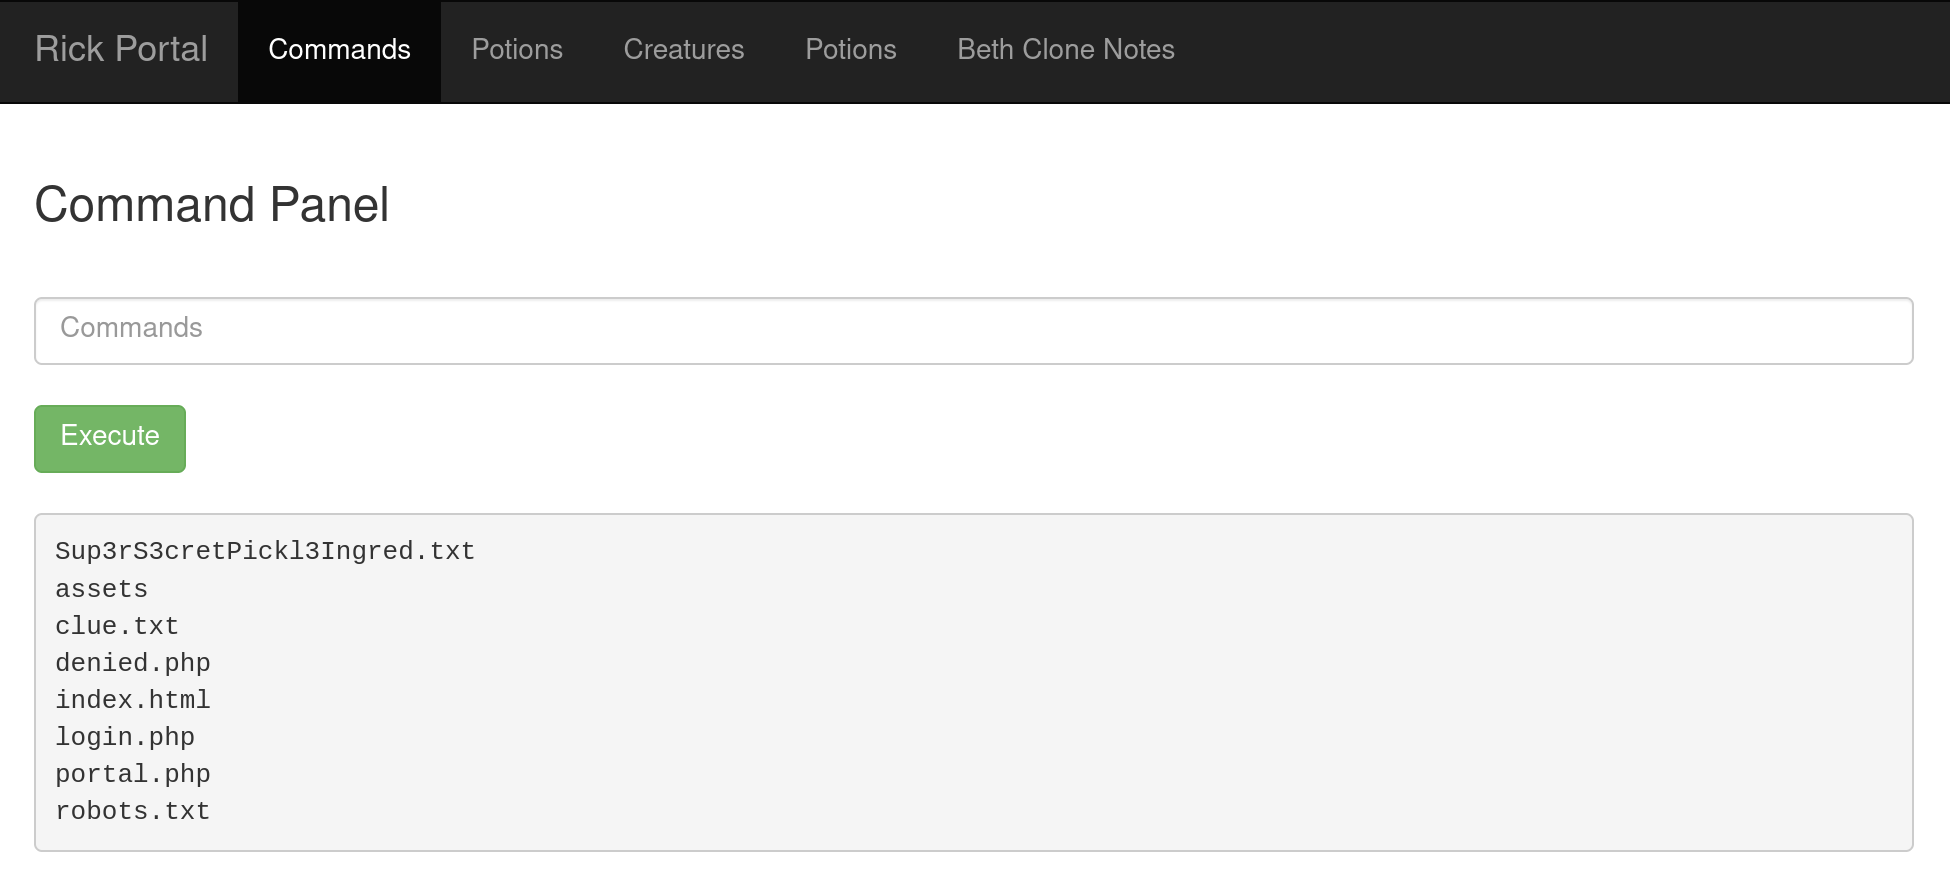 Rick Portal Commands Potions Creatures Potions Beth Clone Notes
Command Panel
Commands
Execute
Sup3rS3cretPickl3Ingred.txt
assets
clue.txt
denied.php
index.html
login.php
portal.php
robots.txt